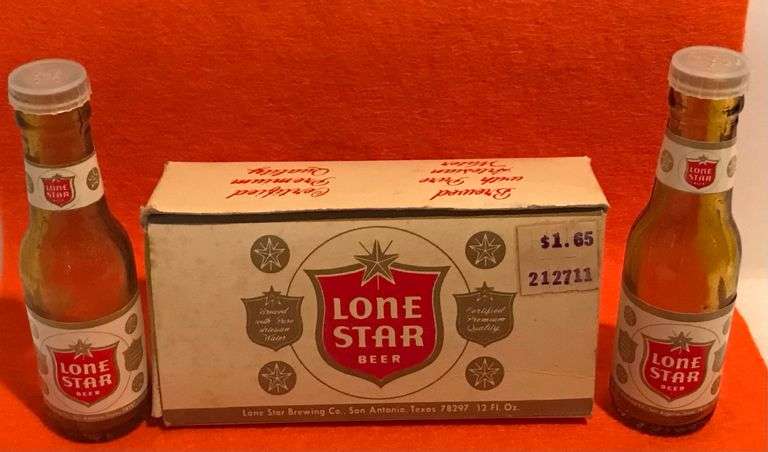 Brewed
with Pure
Artesian
Water
Certified
Premium
Quality
$1.65
212711
LONE
STAR
BEER
Brewed
with Pure
Artesian
Water
Certified
Premium
Quality
Lone Star Brewing Co., San Antonio, Texas 78297 12 Fl. Oz.
LONE
STAR
LONE
STAR
BEER
LONE
STAR
LONE
STAR
BEER